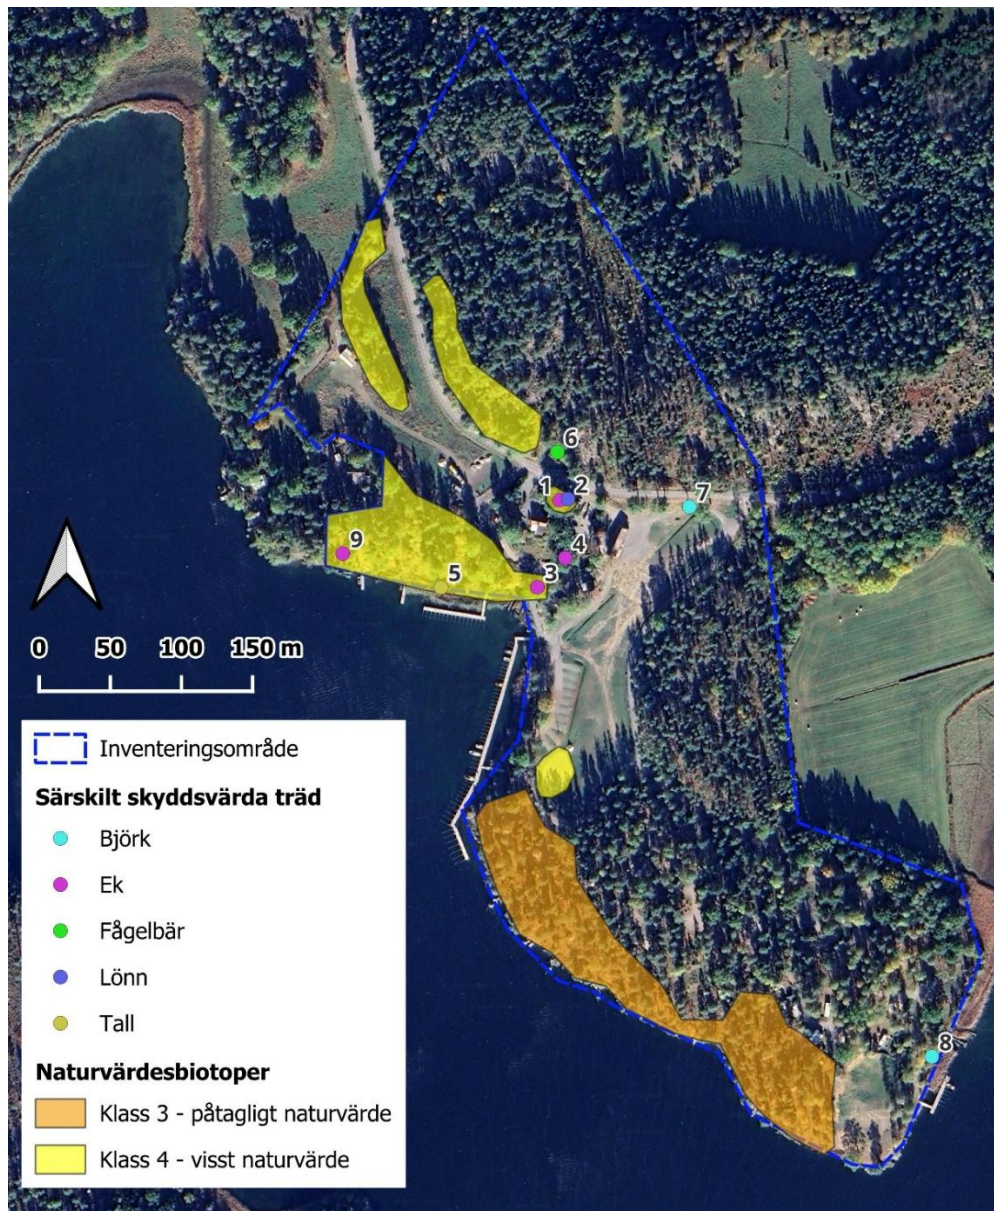 6
1 2
7
4
9
5
3
0 50 100 150 m
8
Inventeringsområde
Särskilt skyddsvärda träd
Björk
Ek
Fågelbär
Lönn
Tall
Naturvärdesbiotoper
Klass 3 - påtagligt naturvärde
Klass 4 - visst naturvärde